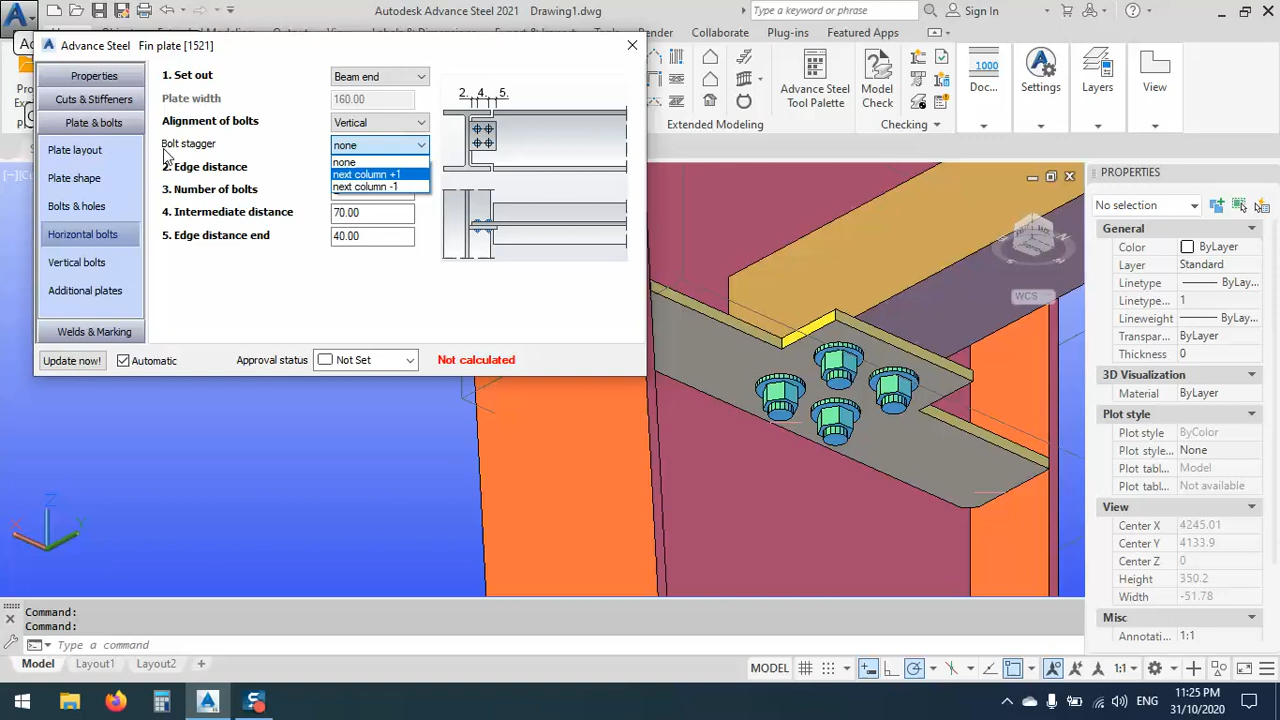 Autodesk Advance Steel 2021 Drawing1.dwg
Type a keyword or phrase
Sign In
Collaborate Plug-ins Featured Apps
Advance Steel Fin plate [1521]
Properties
Cuts & Stiffeners
Plate & bolts
Plate layout
Plate shape
Bolts & holes
Horizontal bolts
Vertical bolts
Additional plates
Welds & Marking
1. Set out
Beam end
Plate width
160.00
Alignment of bolts
Vertical
Bolt stagger
none
none
next column +1
next column -1
2. Edge distance
3. Number of bolts
4. Intermediate distance
70.00
5. Edge distance end
40.00
2. 4. 5.
Update now!
Automatic
Approval status
Not Set
Not calculated
Advance Steel
Tool Palette
Model
Check
1000
Doc...
Settings
Layers
View
Extended Modeling
Checking
WCS
Z
X
Y
PROPERTIES
No selection
General
Color ByLayer
Layer Standard
Linetype ByLay...
Linetype... 1
Lineweight ByLay...
Transpar... ByLayer
Thickness 0
3D Visualization
Material ByLayer
Plot style
Plot style ByColor
Plot style... None
Plot tabl... Model
Plot tabl... Not available
View
Center X 4245.01
Center Y 4133.9
Center Z 0
Height 350.2
Width -51.78
Misc
Annotati... 1:1
Command:
Command:
Type a command
Model Layout1 Layout2 +
MODEL
1:1
ENG
11:25 PM
31/10/2020